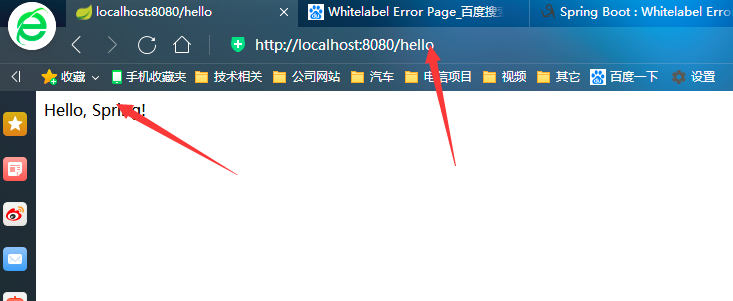 localhost:8080/hello
Whitelabel Error Page_百度搜
Spring Boot : Whitelabel Erro
http://localhost:8080/hello
收藏 手机收藏夹 技术相关 公司网站 汽车 电信项目 视频 其它 百度一下 设置
Hello, Spring!